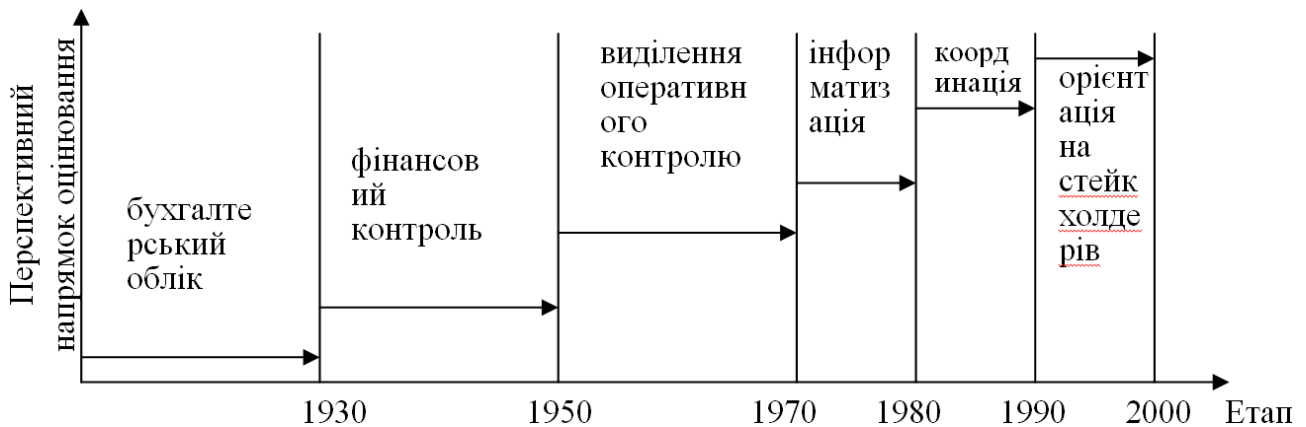 Перспективний
напрямок оцінювання
бухгалте
рський
облік
фінансов
ий
контроль
виділення
оперативн
ого
контролю
інфор
матиз
ація
коорд
инація
орієнт
ація
на
стейк
холде
рів
1930
1950
1970
1980
1990
2000
Етап